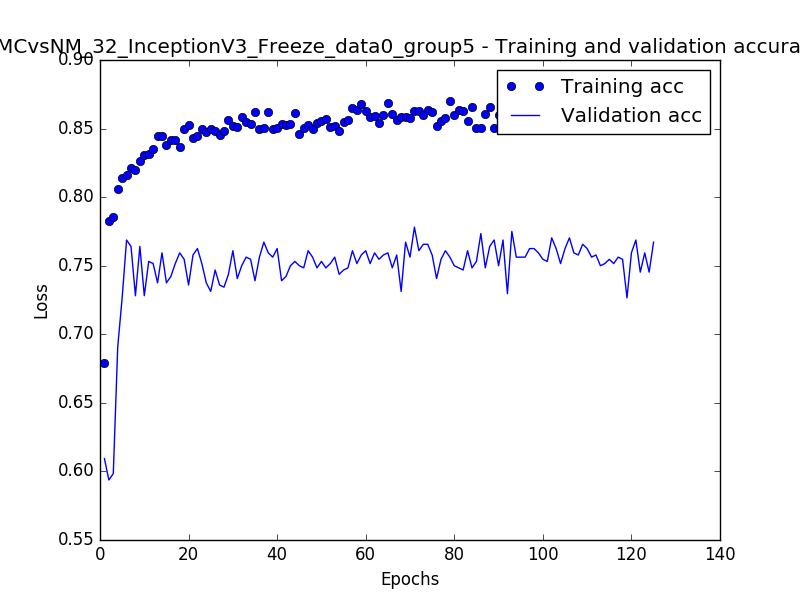 MCvsNM_32_InceptionV3_Freeze_data0_group5 - Training and validation accura
0.90
0.85
0.80
0.75
0.70
0.65
0.60
0.55
Loss
Training acc
Validation acc
0 20 40 60 80 100 120 140
Epochs